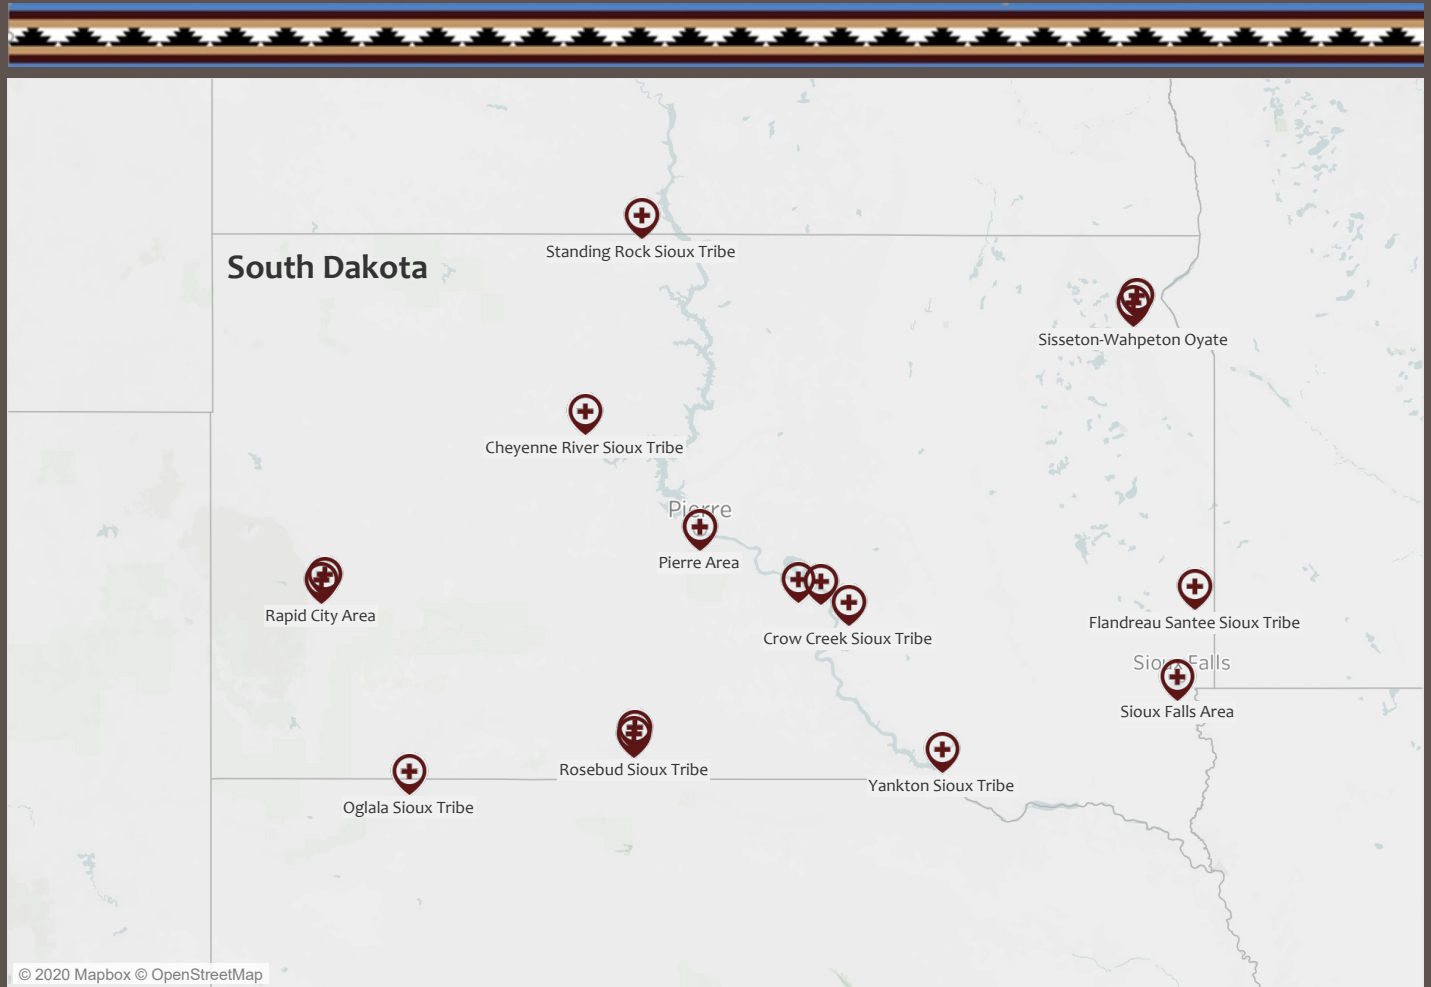 Standing Rock Sioux Tribe
South Dakota
Sisseton-Wahpeton Oyate
Cheyenne River Sioux Tribe
Pierre
Pierre Area
Rapid City Area
Crow Creek Sioux Tribe
Flandreau Santee Sioux Tribe
Sioux Falls
Sioux Falls Area
Rosebud Sioux Tribe
Yankton Sioux Tribe
Oglala Sioux Tribe
© 2020 Mapbox © OpenStreetMap